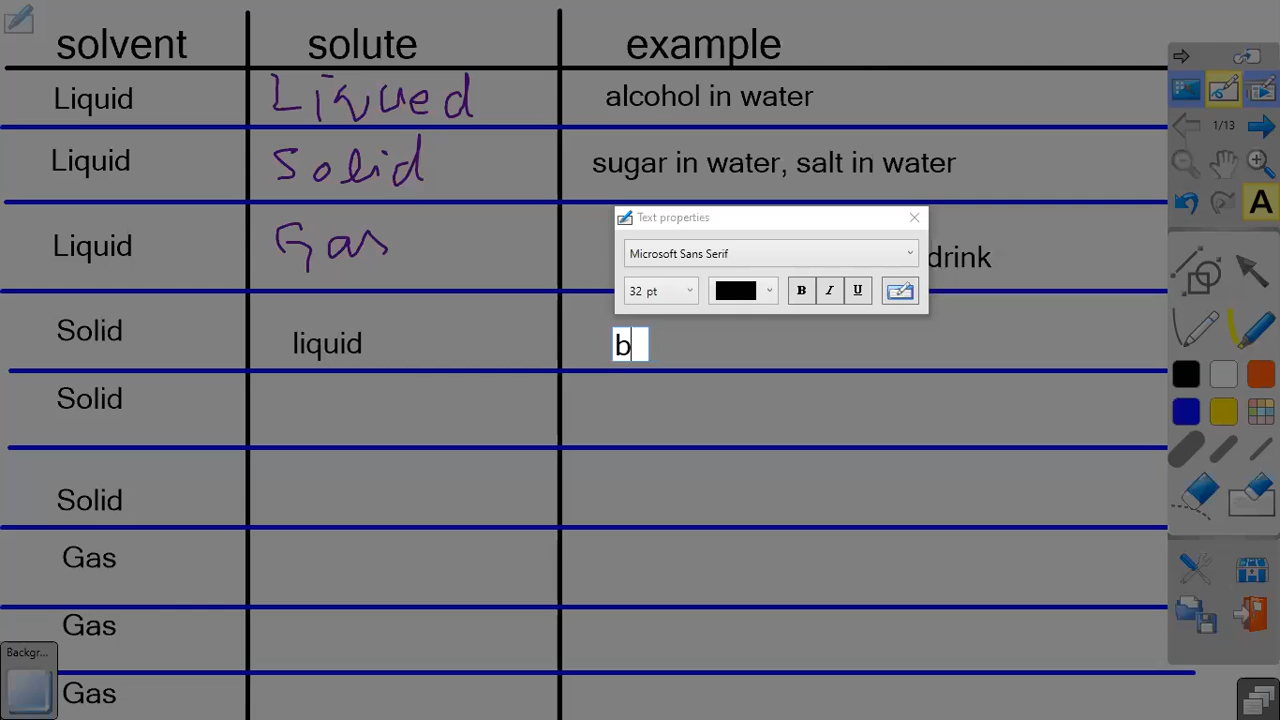 solvent solute example
Liquid Liqued alcohol in water
Liquid Solid sugar in water, salt in water
Text properties
Microsoft Sans Serif
32 pt B I U
Liquid Gas drink
Solid liquid b
Solid
Solid
Gas
Gas
Gas
1/13
A
Backgr...